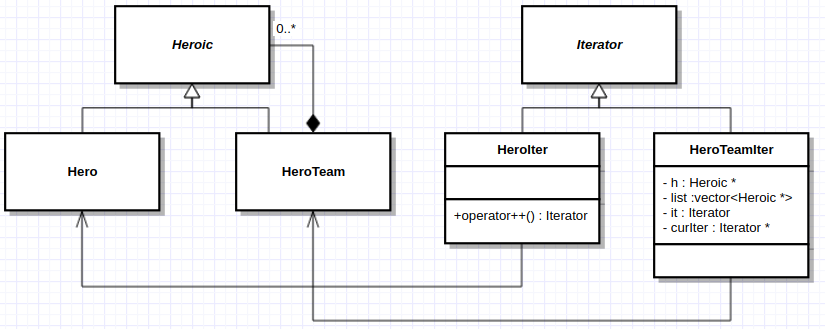 Heroic
0..*
Iterator
Hero
HeroTeam
HeroIter
+operator++() : Iterator
HeroTeamIter
- h : Heroic *
- list :vector<Heroic *>
- it : Iterator
- curIter : Iterator *